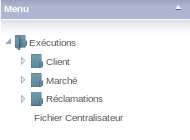 Menu
Exécutions
Client
Marché
Réclamations
Fichier Centralisateur